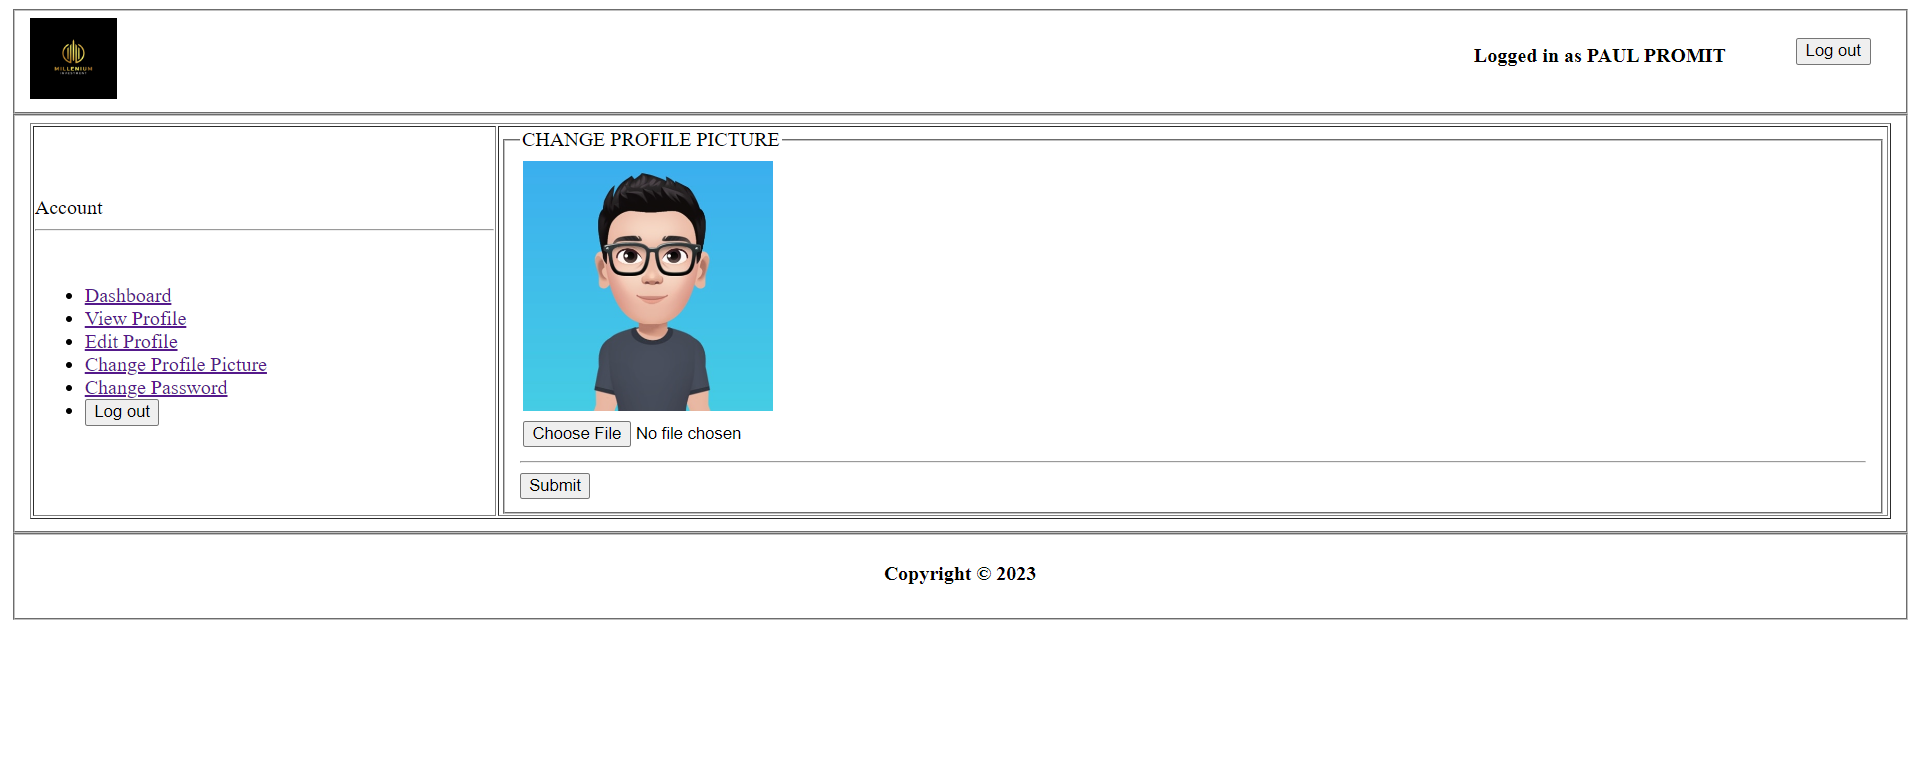 MILLENIUM
INVESTMENT
Logged in as PAUL PROMIT
Log out
Account
Dashboard
View Profile
Edit Profile
Change Profile Picture
Change Password
Log out
CHANGE PROFILE PICTURE
Choose File No file chosen
Submit
Copyright © 2023